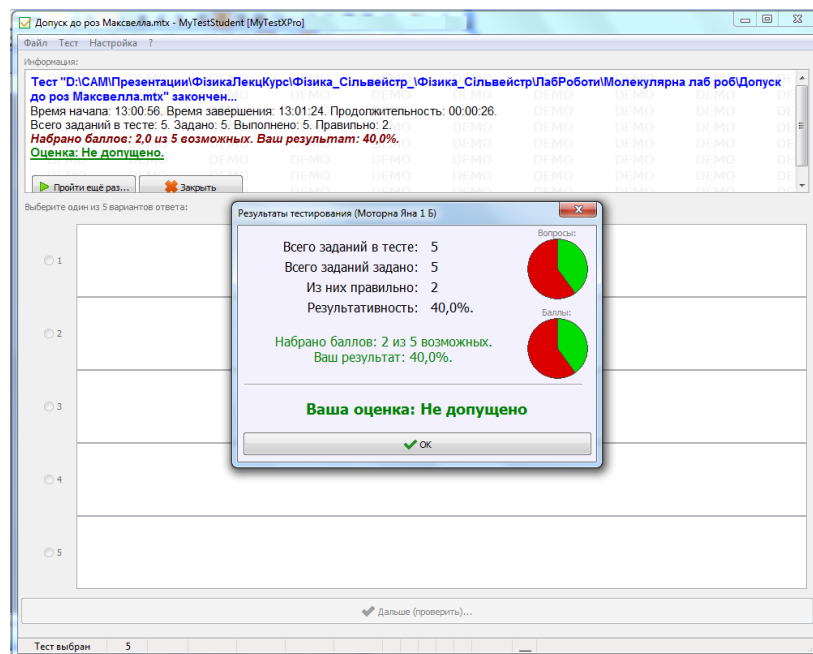 Допуск до роз Максвелла.mtx - MyTestStudent [MyTestXPro]
Файл Тест Настройка ?
Информация:
Тест "D:\САМ\Презентации\ФізикаЛекцКурс\Фізика_Сільвейстр_\Фізика_Сільвейстр\ЛабРоботи\Молекулярна лаб роб\Допуск
до роз Максвелла.mtx" закончен...
Время начала: 13:00:56. Время завершения: 13:01:24. Продолжительность: 00:00:26.
Всего заданий в тесте: 5. Задано: 5. Выполнено: 5. Правильно: 2.
Набрано баллов: 2,0 из 5 возможных. Ваш результат: 40,0%.
Оценка: Не допущено.
Пройти ещё раз... Закрыть
Выберите один из 5 вариантов ответа:
Результаты тестирования (Моторна Яна 1 Б)
Всего заданий в тесте: 5
Всего заданий задано: 5
Из них правильно: 2
Результативность: 40,0%.
Вопросы:
Баллы:
Набрано баллов: 2 из 5 возможных.
Ваш результат: 40,0%.
Ваша оценка: Не допущено
OK
1
2
3
4
5
Дальше (проверить)...
Тест выбран 5